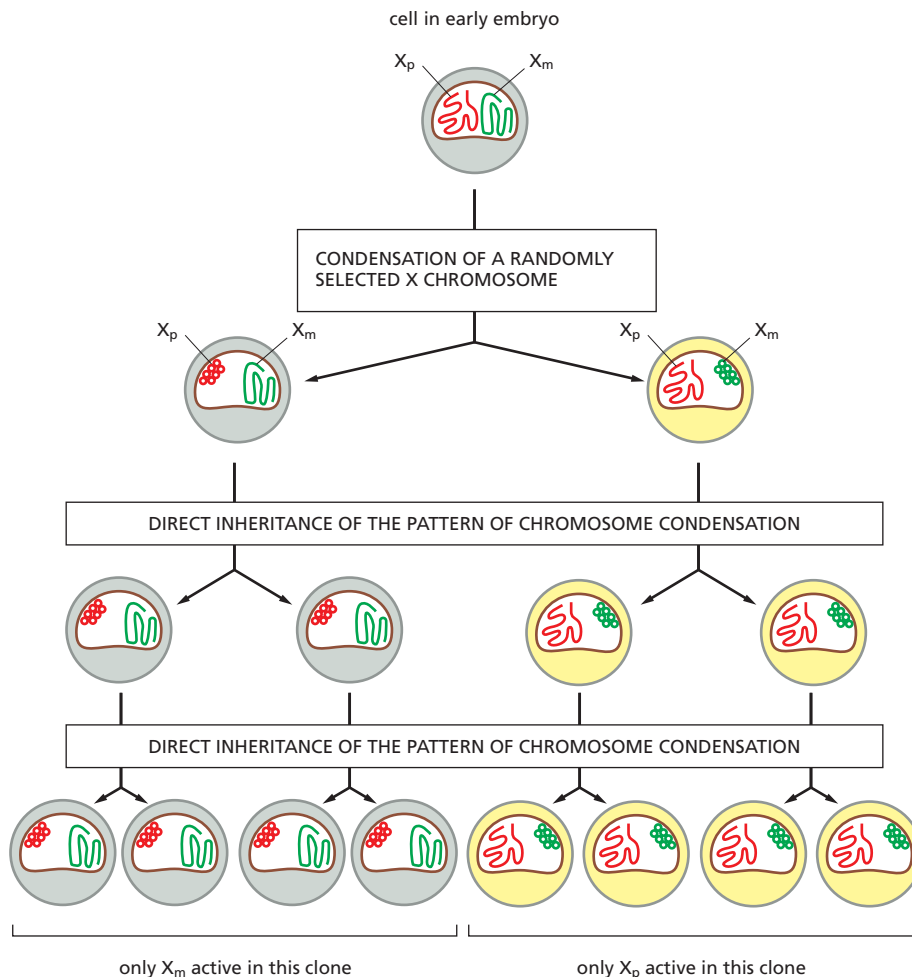 cell in early embryo
Xp Xm
CONDENSATION OF A RANDOMLY
SELECTED X CHROMOSOME
Xp Xm Xp Xm
DIRECT INHERITANCE OF THE PATTERN OF CHROMOSOME CONDENSATION
DIRECT INHERITANCE OF THE PATTERN OF CHROMOSOME CONDENSATION
only Xm active in this clone
only Xp active in this clone